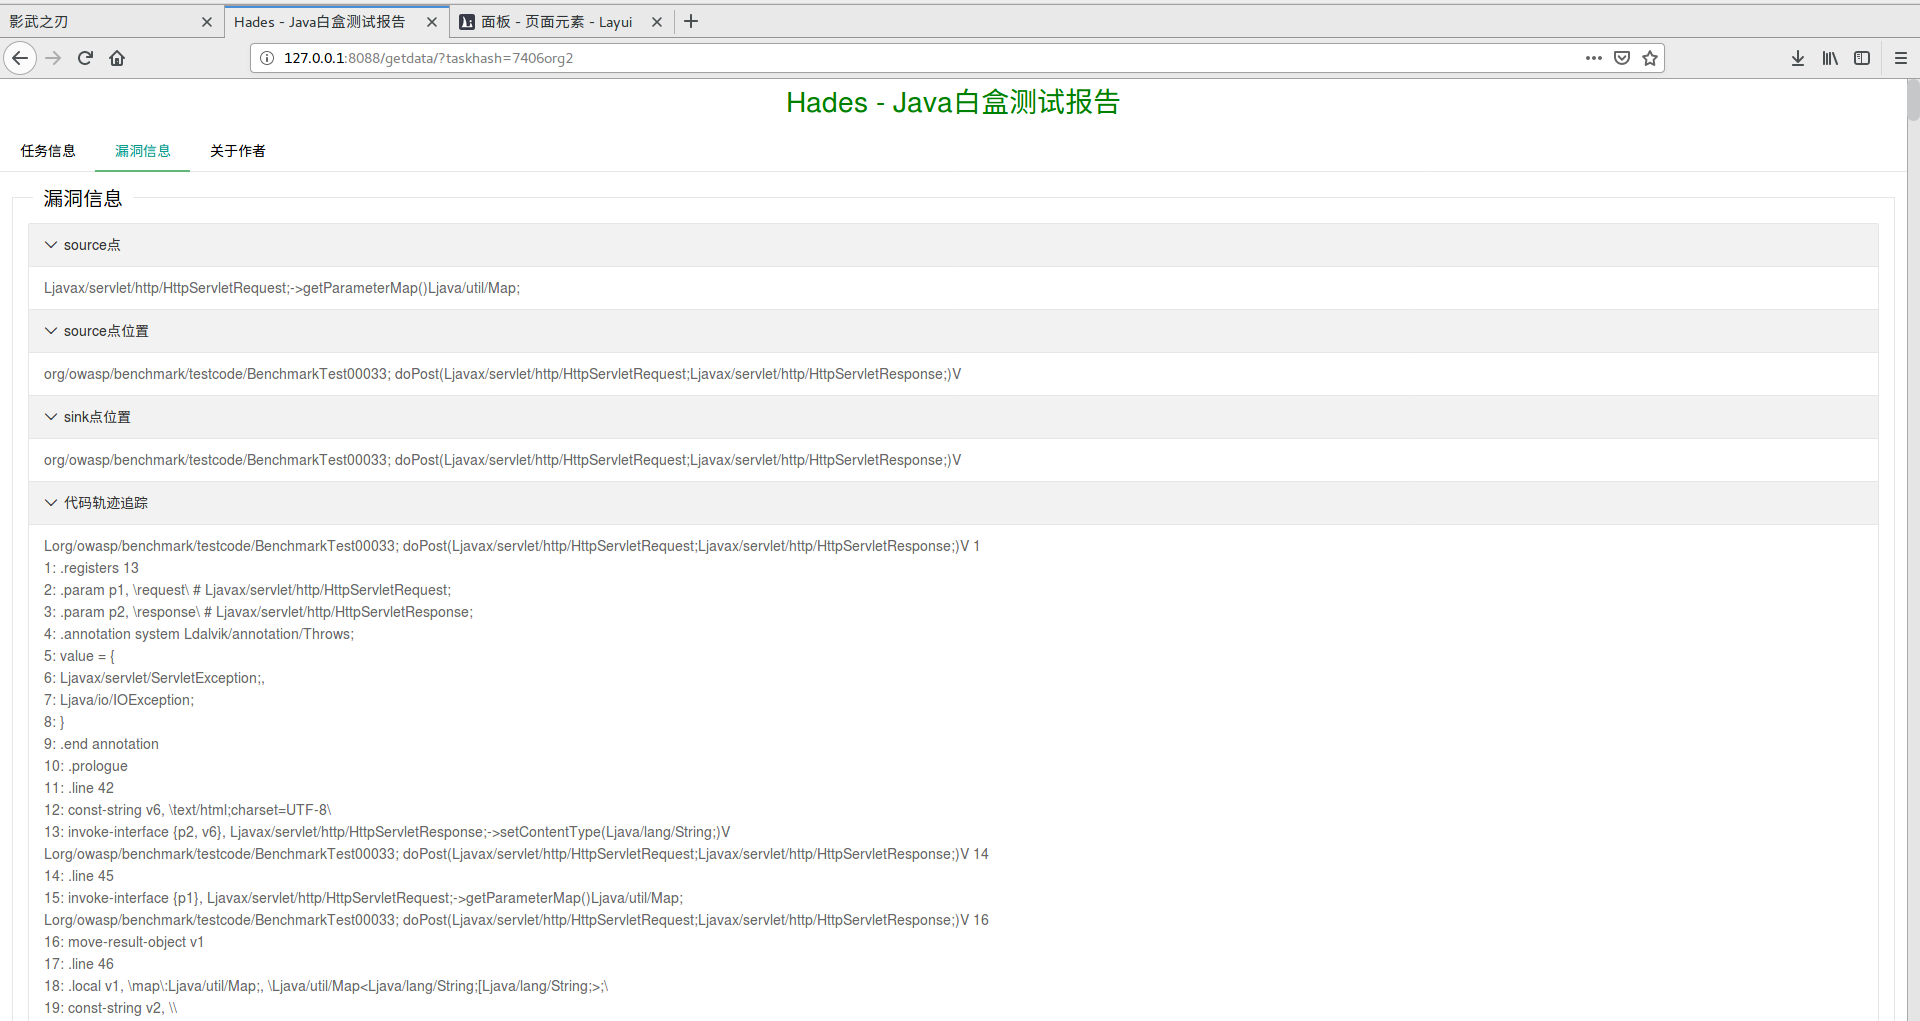 影武之刃
Hades - Java白盒测试报告
面板 - 页面元素 - Layui
127.0.0.1:8088/getdata/?taskhash=7406org2
Hades - Java白盒测试报告
任务信息 漏洞信息 关于作者
漏洞信息
source点
Ljavax/servlet/http/HttpServletRequest;->getParameterMap()Ljava/util/Map;
source点位置
org/owasp/benchmark/testcode/BenchmarkTest00033; doPost(Ljavax/servlet/http/HttpServletRequest;Ljavax/servlet/http/HttpServletResponse;)V
sink点位置
org/owasp/benchmark/testcode/BenchmarkTest00033; doPost(Ljavax/servlet/http/HttpServletRequest;Ljavax/servlet/http/HttpServletResponse;)V
代码轨迹追踪
Lorg/owasp/benchmark/testcode/BenchmarkTest00033; doPost(Ljavax/servlet/http/HttpServletRequest;Ljavax/servlet/http/HttpServletResponse;)V 1
1: .registers 13
2: .param p1, \request\ # Ljavax/servlet/http/HttpServletRequest;
3: .param p2, \response\ # Ljavax/servlet/http/HttpServletResponse;
4: .annotation system Ldalvik/annotation/Throws;
5: value = {
6: Ljavax/servlet/ServletException;,
7: Ljava/io/IOException;
8: }
9: .end annotation
10: .prologue
11: .line 42
12: const-string v6, \text/html;charset=UTF-8\
13: invoke-interface {p2, v6}, Ljavax/servlet/http/HttpServletResponse;->setContentType(Ljava/lang/String;)V
Lorg/owasp/benchmark/testcode/BenchmarkTest00033; doPost(Ljavax/servlet/http/HttpServletRequest;Ljavax/servlet/http/HttpServletResponse;)V 14
14: .line 45
15: invoke-interface {p1}, Ljavax/servlet/http/HttpServletRequest;->getParameterMap()Ljava/util/Map;
Lorg/owasp/benchmark/testcode/BenchmarkTest00033; doPost(Ljavax/servlet/http/HttpServletRequest;Ljavax/servlet/http/HttpServletResponse;)V 16
16: move-result-object v1
17: .line 46
18: .local v1, \map\:Ljava/util/Map;, \Ljava/util/Map<Ljava/lang/String;[Ljava/lang/String;>;\
19: const-string v2, \\